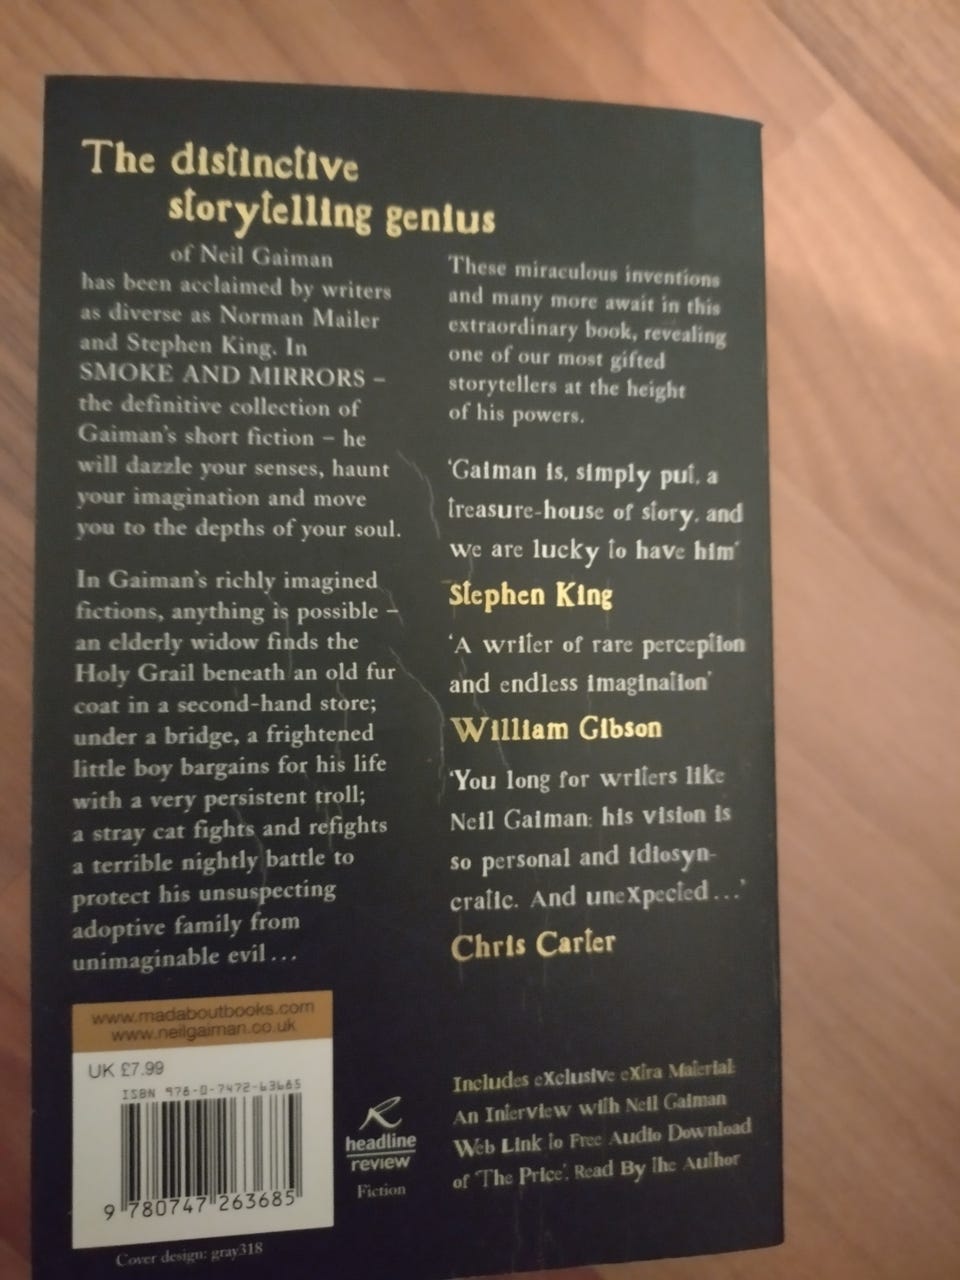 The distinctive
storytelling genius
of Neil Gaiman
has been acclaimed by writers
as diverse as Norman Mailer
and Stephen King. In
SMOKE AND MIRRORS –
the definitive collection of
Gaiman's short fiction – he
will dazzle your senses, haunt
your imagination and move
you to the depths of your soul.
In Gaiman's richly imagined
fictions, anything is possible –
an elderly widow finds the
Holy Grail beneath an old fur
coat in a second-hand store;
under a bridge, a frightened
little boy bargains for his life
with a very persistent troll;
a stray cat fights and refights
a terrible nightly battle to
protect his unsuspecting
adoptive family from
unimaginable evil...
These miraculous inventions
and many more await in this
extraordinary book, revealing
one of our most gifted
storytellers at the height
of his powers.
'Gaiman is, simply put, a
treasure-house of story, and
we are lucky to have him'
Stephen King
'A writer of rare perception
and endless imagination'
William Gibson
'You long for writers like
Neil Gaiman: his vision is
so personal and idiosyn-
cratic. And uneXpected...'
Chris Carter
www.madaboutbooks.com
www.neilgaiman.co.uk
UK £7.99
ISBN 978-0-7472-6368-5
9 780747 263685
headline
review
Fiction
Includes eXclusive eXtra Material:
An Interview with Neil Gaiman
Web Link to Free Audio Download
of 'The Price', Read By the Author
Cover design: gray318